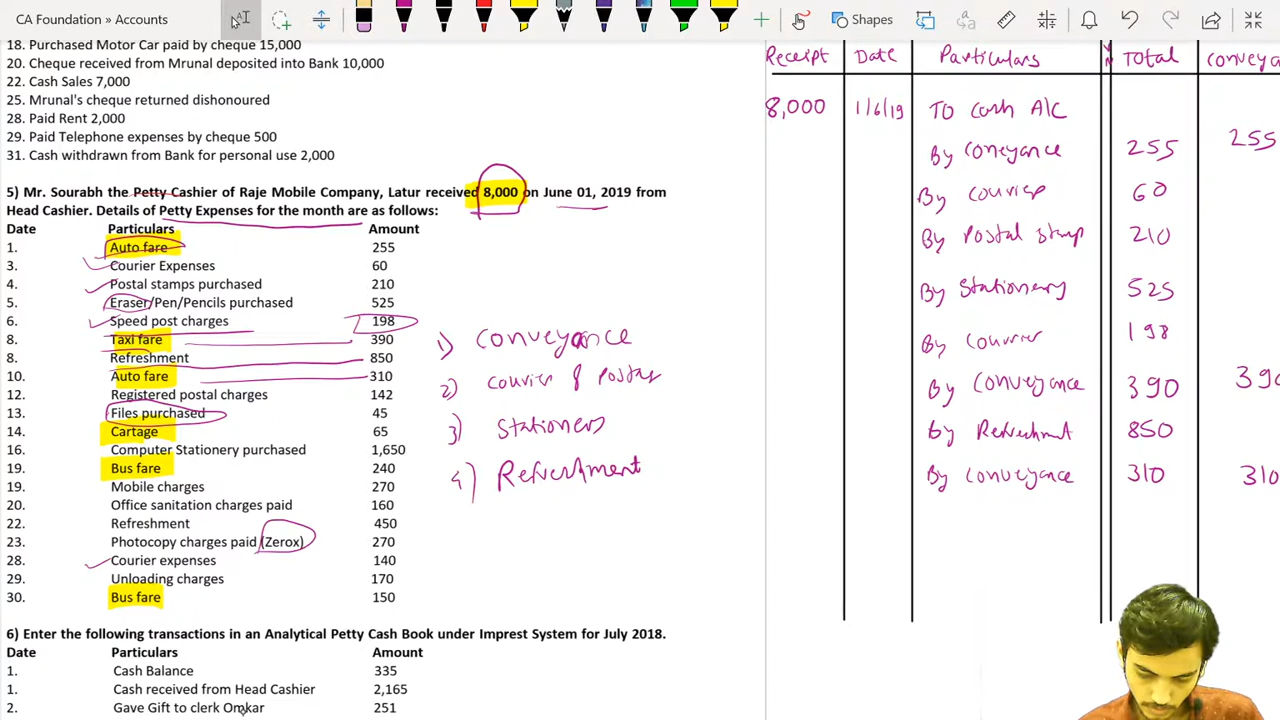 CA Foundation » Accounts
Shapes
18. Purchased Motor Car paid by cheque 15,000
20. Cheque received from Mrunal deposited into Bank 10,000
22. Cash Sales 7,000
25. Mrunal's cheque returned dishonoured
28. Paid Rent 2,000
29. Paid Telephone expenses by cheque 500
31. Cash withdrawn from Bank for personal use 2,000
5) Mr. Sourabh the Petty Cashier of Raje Mobile Company, Latur received 8,000 on June 01, 2019 from
Head Cashier. Details of Petty Expenses for the month are as follows:
Date Particulars Amount
1. Auto fare 255
3. Courier Expenses 60
4. Postal stamps purchased 210
5. Eraser/Pen/Pencils purchased 525
6. Speed post charges 198
8. Taxi fare 390
8. Refreshment 850
10. Auto fare 310
12. Registered postal charges 142
13. Files purchased 45
14. Cartage 65
16. Computer Stationery purchased 1,650
19. Bus fare 240
19. Mobile charges 270
20. Office sanitation charges paid 160
22. Refreshment 450
23. Photocopy charges paid (Zerox) 270
28. Courier expenses 140
29. Unloading charges 170
30. Bus fare 150
6) Enter the following transactions in an Analytical Petty Cash Book under Imprest System for July 2018.
Date Particulars Amount
1. Cash Balance 335
1. Cash received from Head Cashier 2,165
2. Gave Gift to clerk Omkar 251
1) Conveyance
2) Courier & Postal
3) Stationers
4) Refreshment
Receipt Date Particulars Total conveya
8,000 1/6/19 To Cash A/C
By Coneyance 255 255
By Courier 60
By Postal Stamp 210
By Stationery 525
By Courier 198
By Conveyance 390 390
By Refreshment 850
By Conveyance 310 310